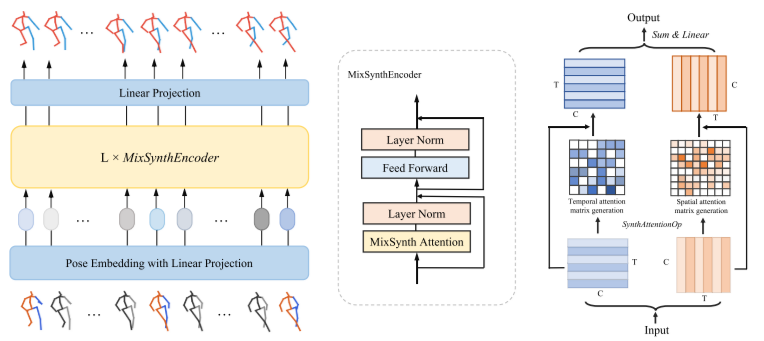 Linear Projection
L × MixSynthEncoder
...
...
...
...
...
...
Pose Embedding with Linear Projection
MixSynthEncoder
Layer Norm
Feed Forward
Layer Norm
MixSynth Attention
Output
Sum & Linear
T
C
C
T
Temporal attention
matrix generation
Spatial attention
matrix generation
SynthAttentionOp
T
C
C
T
Input